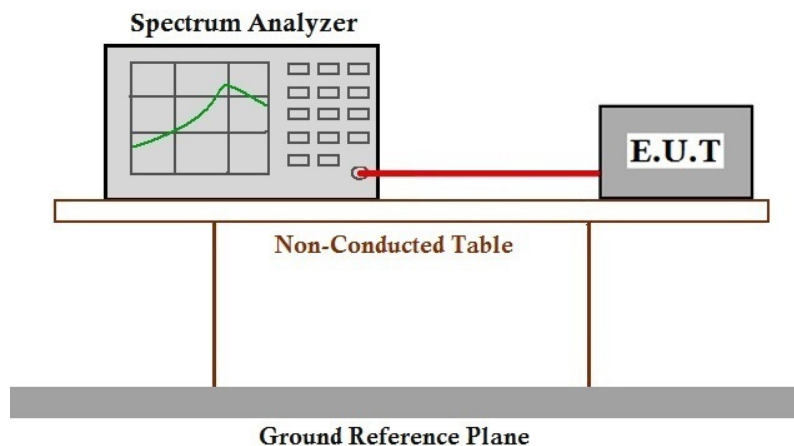 Spectrum Analyzer
E.U.T
Non-Conducted Table
Ground Reference Plane